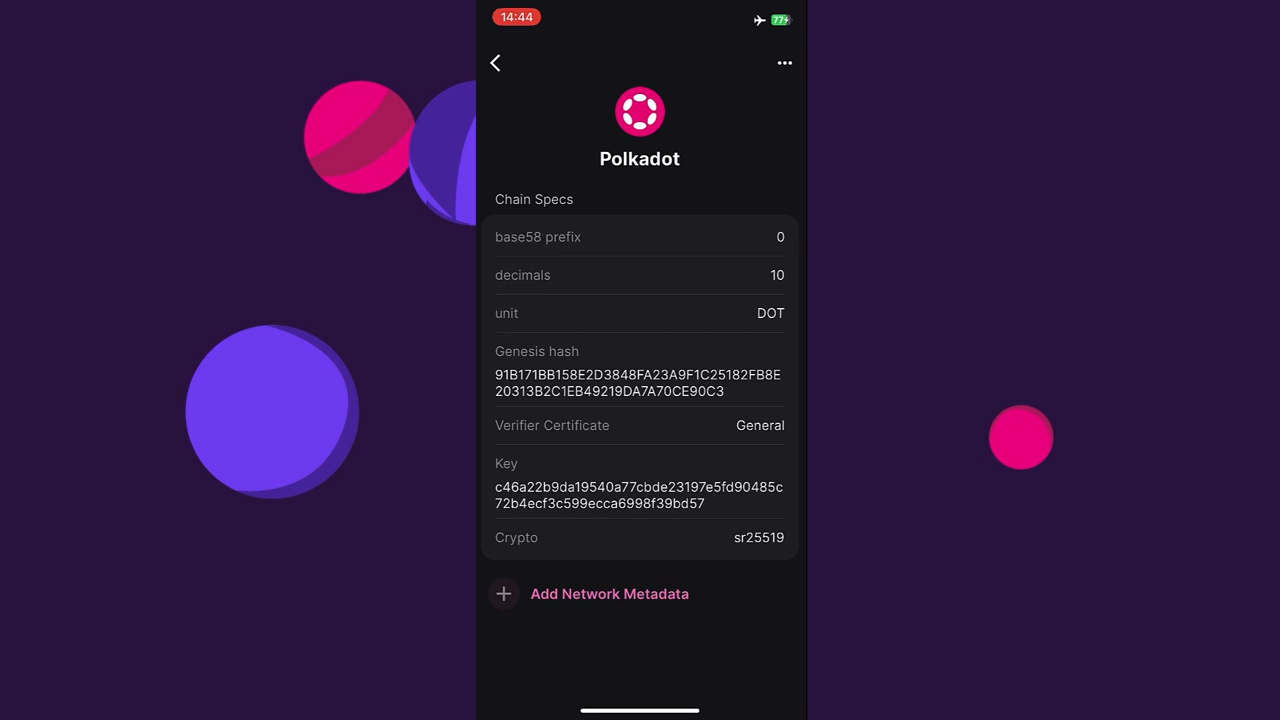 14:44
77
Polkadot
Chain Specs
base58 prefix 0
decimals 10
unit DOT
Genesis hash
91B171BB158E2D3848FA23A9F1C25182FB8E
20313B2C1EB49219DA7A70CE90C3
Verifier Certificate General
Key
c46a22b9da19540a77cbde23197e5fd90485c
72b4ecf3c599ecca6998f39bd57
Crypto sr25519
Add Network Metadata